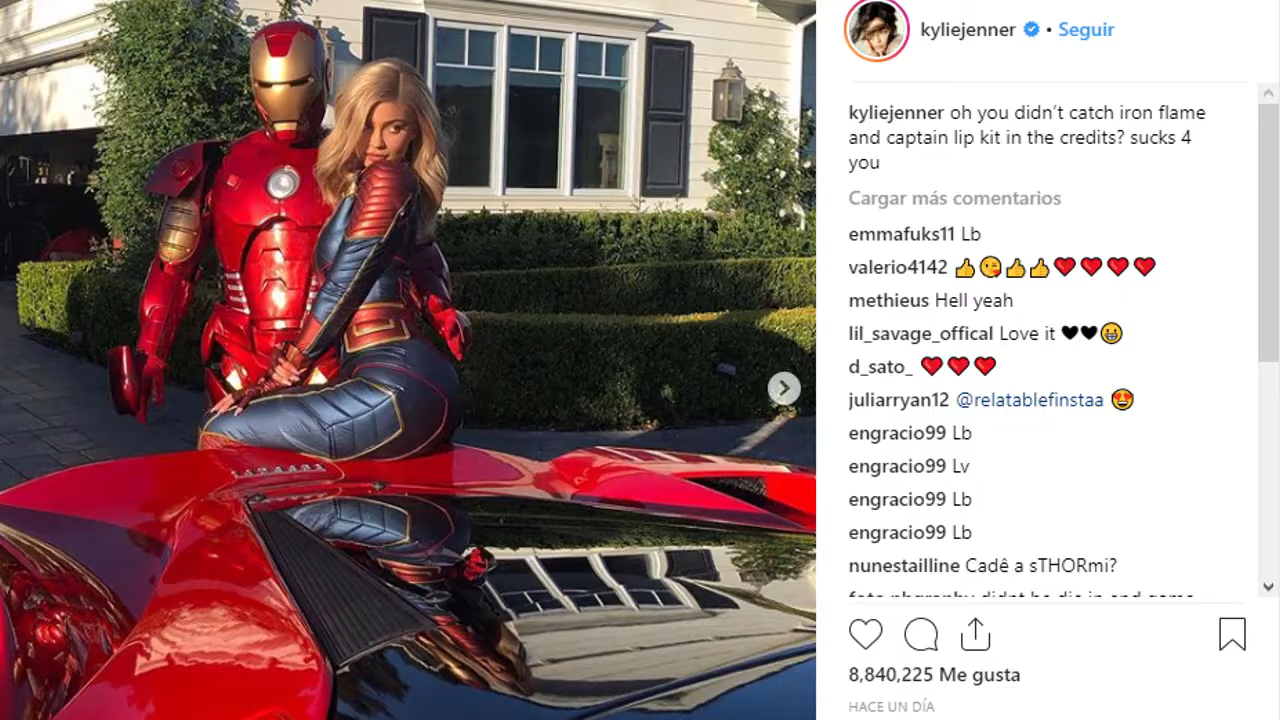 kyliejenner • Seguir
kyliejenner oh you didn’t catch iron flame
and captain lip kit in the credits? sucks 4
you
Cargar más comentarios
emmafuks11 Lb
valerio4142 👍😘👍👍❤️❤️❤️❤️
methieus Hell yeah
lil_savage_offical Love it 🖤🖤😀
d_sato_ ❤️❤️❤️
juliarryan12 @relatablefinstaa 😍
engracio99 Lb
engracio99 Lv
engracio99 Lb
engracio99 Lb
nunestailline Cadê a sTHORmi?
8,840,225 Me gusta
HACE UN DÍA